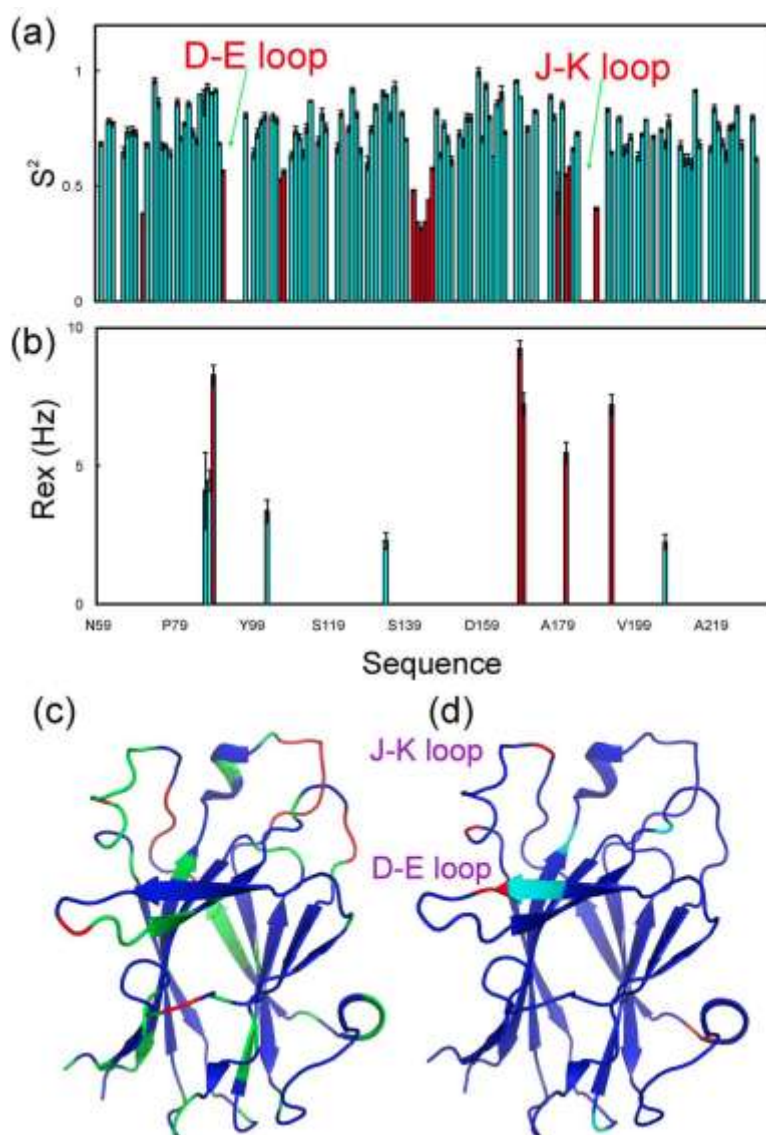 (a)
D-E loop
J-K loop
1
0.5
0
S²
(b)
10
5
0
Rex (Hz)
N59 P79 Y99 S119 S139 D159 A179 V199 A219
Sequence
(c)
(d)
J-K loop
D-E loop